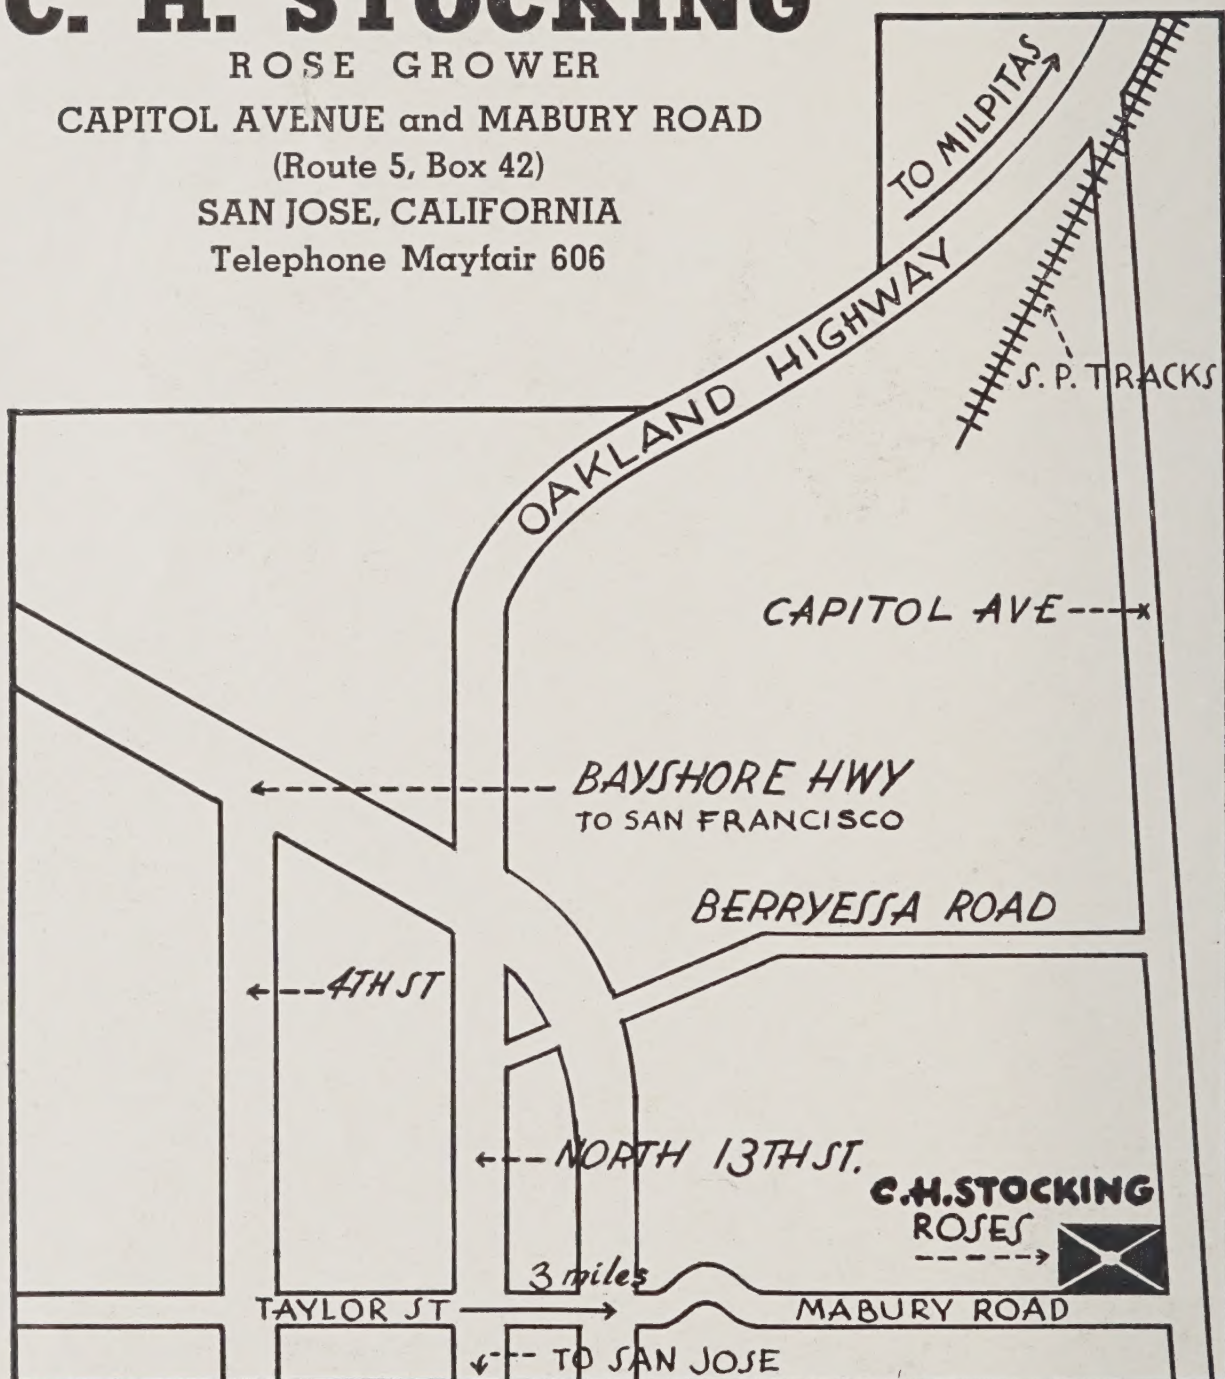 C. H. STOCKING
ROSE GROWER
CAPITOL AVENUE and MABURY ROAD
(Route 5, Box 42)
SAN JOSE, CALIFORNIA
Telephone Mayfair 606
TO MILPITAS
OAKLAND HIGHWAY
S. P. TRACKS
CAPITOL AVE
BAYSHORE HWY
TO SAN FRANCISCO
BERRYESSA ROAD
4TH ST
NORTH 13TH ST.
C.H.STOCKING
ROSES
3 miles
TAYLOR ST
MABURY ROAD
TO SAN JOSE